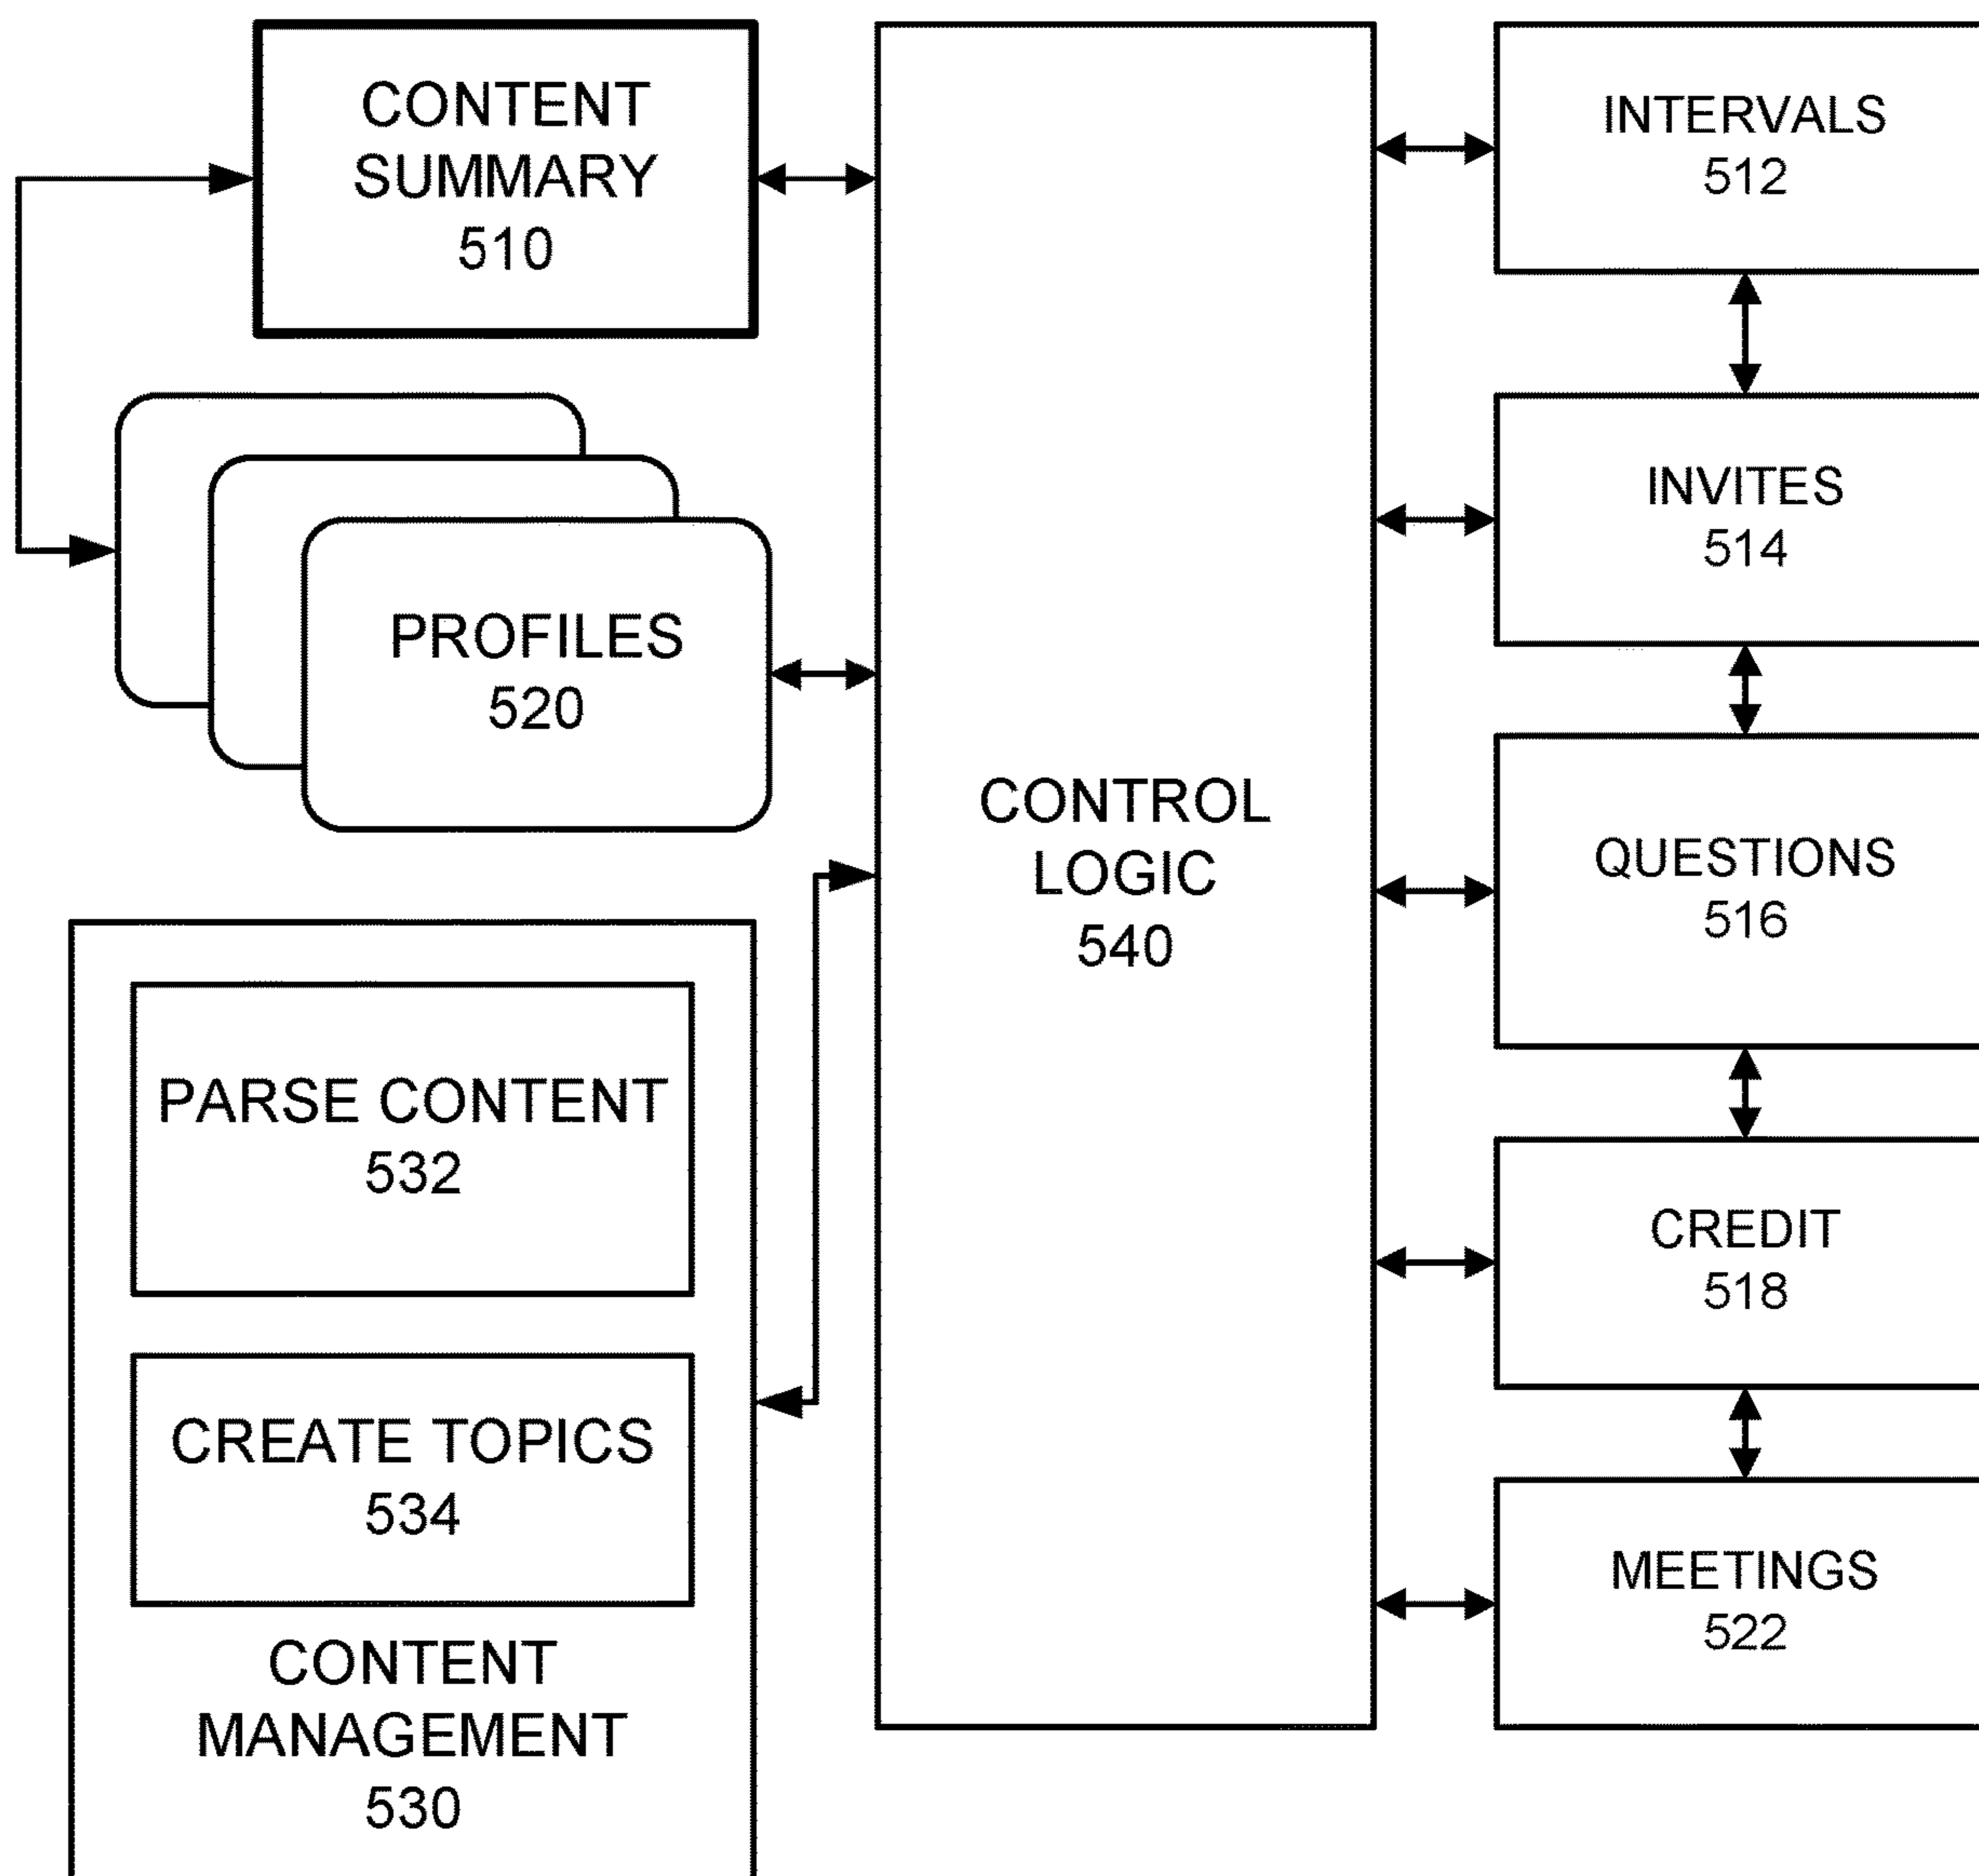 CONTENT
SUMMARY
510
PROFILES
520
PARSE CONTENT
532
CREATE TOPICS
534
CONTENT
MANAGEMENT
530
CONTROL
LOGIC
540
INTERVALS
512
INVITES
514
QUESTIONS
516
CREDIT
518
MEETINGS
522